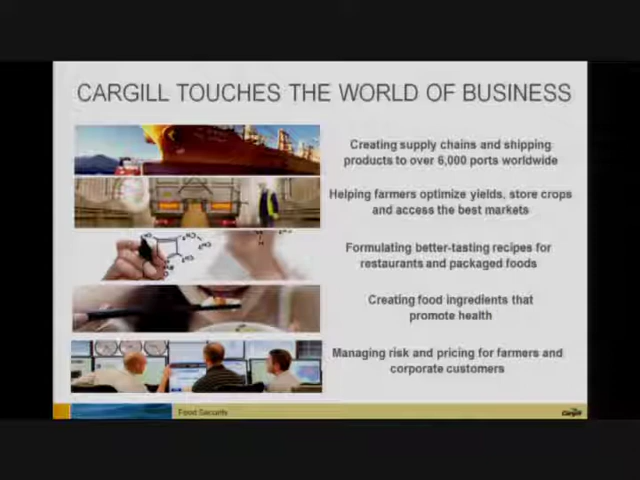 CARGILL TOUCHES THE WORLD OF BUSINESS
Creating supply chains and shipping
products to over 6,000 ports worldwide
Helping farmers optimize yields, store crops
and access the best markets
Formulating better-tasting recipes for
restaurants and packaged foods
Creating food ingredients that
promote health
Managing risk and pricing for farmers and
corporate customers
Food Security
Cargill